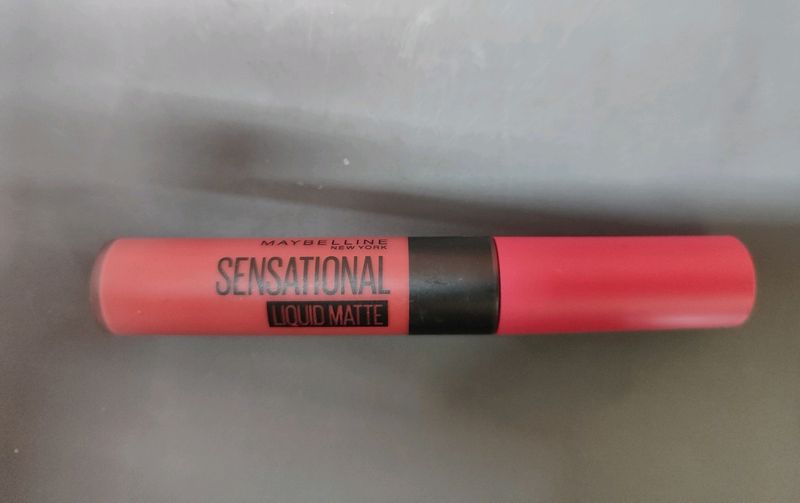 MAYBELLINE
NEW YORK
SENSATIONAL
LIQUID MATTE